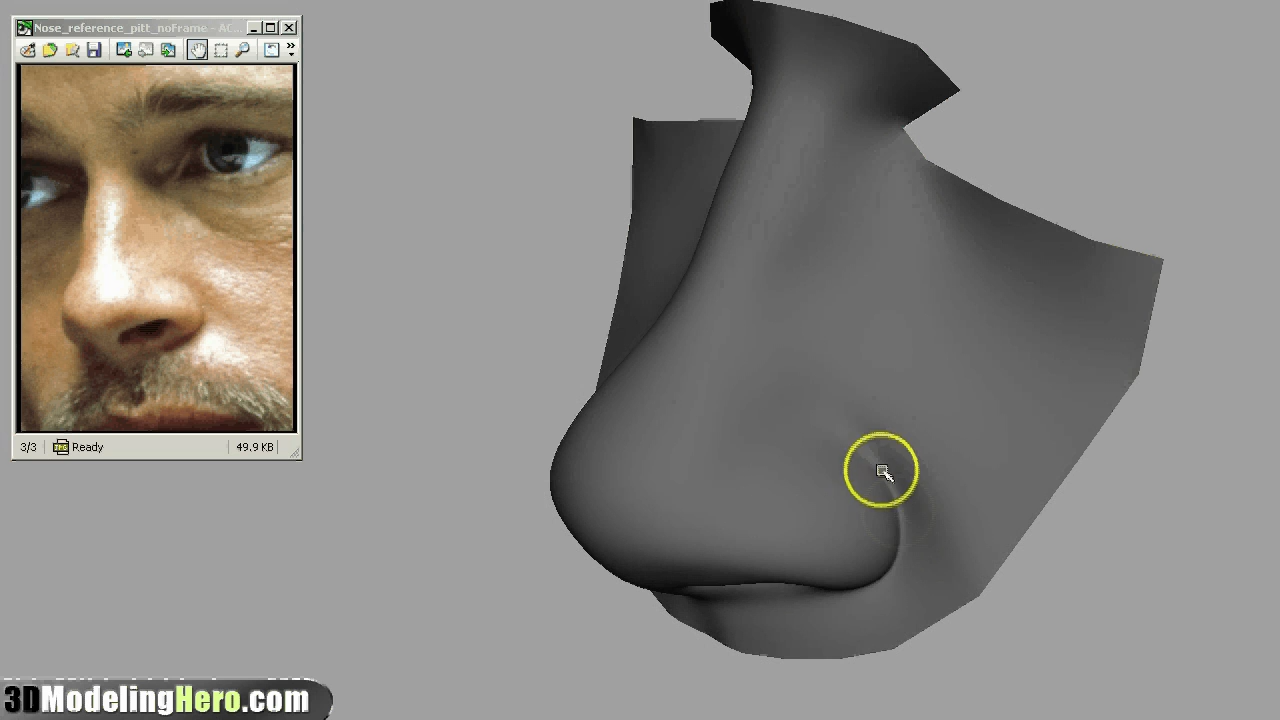 Nose_reference_pitt_noFrame - AC...
3/3 Ready 49.9 KB
3DModelingHero.com